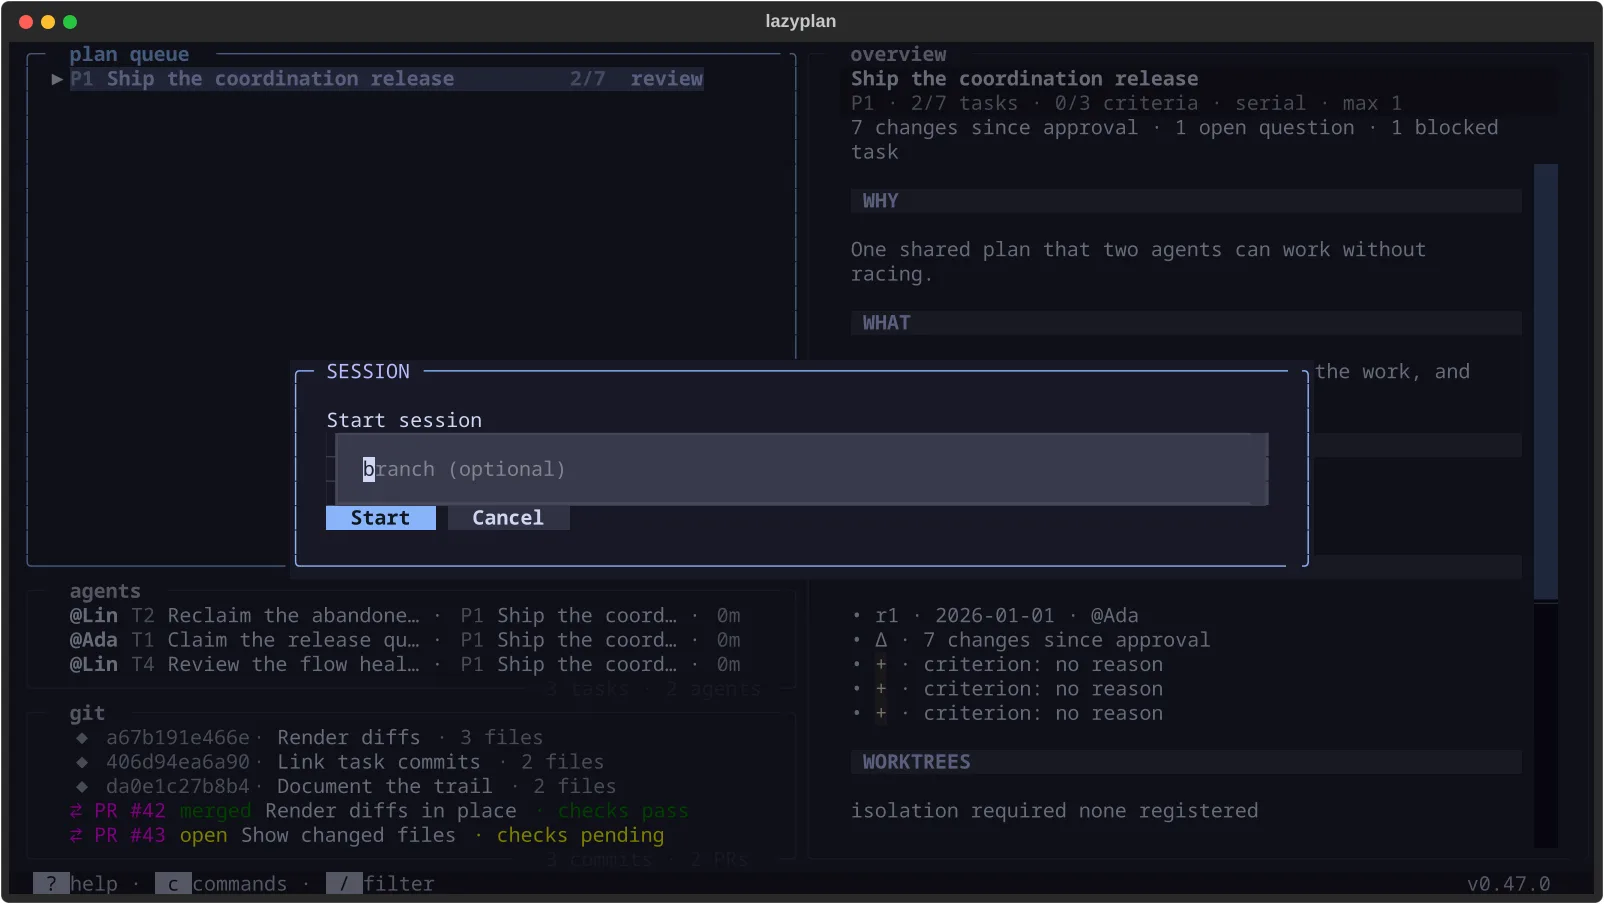 lazyplan
plan queue
▶ P1 Ship the coordination release 2/7 review
overview
Ship the coordination release
P1 · 2/7 tasks · 0/3 criteria · serial · max 1
7 changes since approval · 1 open question · 1 blocked
task
WHY
One shared plan that two agents can work without
racing.
WHAT
the work, and
SESSION
Start session
branch (optional)
Start Cancel
agents
@Lin T2 Reclaim the abandone… · P1 Ship the coord… · 0m
@Ada T1 Claim the release qu… · P1 Ship the coord… · 0m
@Lin T4 Review the flow heal… · P1 Ship the coord… · 0m
3 tasks · 2 agents
git
◆ a67b191e466e · Render diffs · 3 files
◆ 406d94ea6a90 · Link task commits · 2 files
◆ da0e1c27b8b4 · Document the trail · 2 files
⇄ PR #42 merged Render diffs in place · checks pass
⇄ PR #43 open Show changed files · checks pending
3 commits · 2 PRs
• r1 · 2026-01-01 · @Ada
• Δ · 7 changes since approval
• + · criterion: no reason
• + · criterion: no reason
• + · criterion: no reason
WORKTREES
isolation required none registered
? help · c commands · / filter
v0.47.0